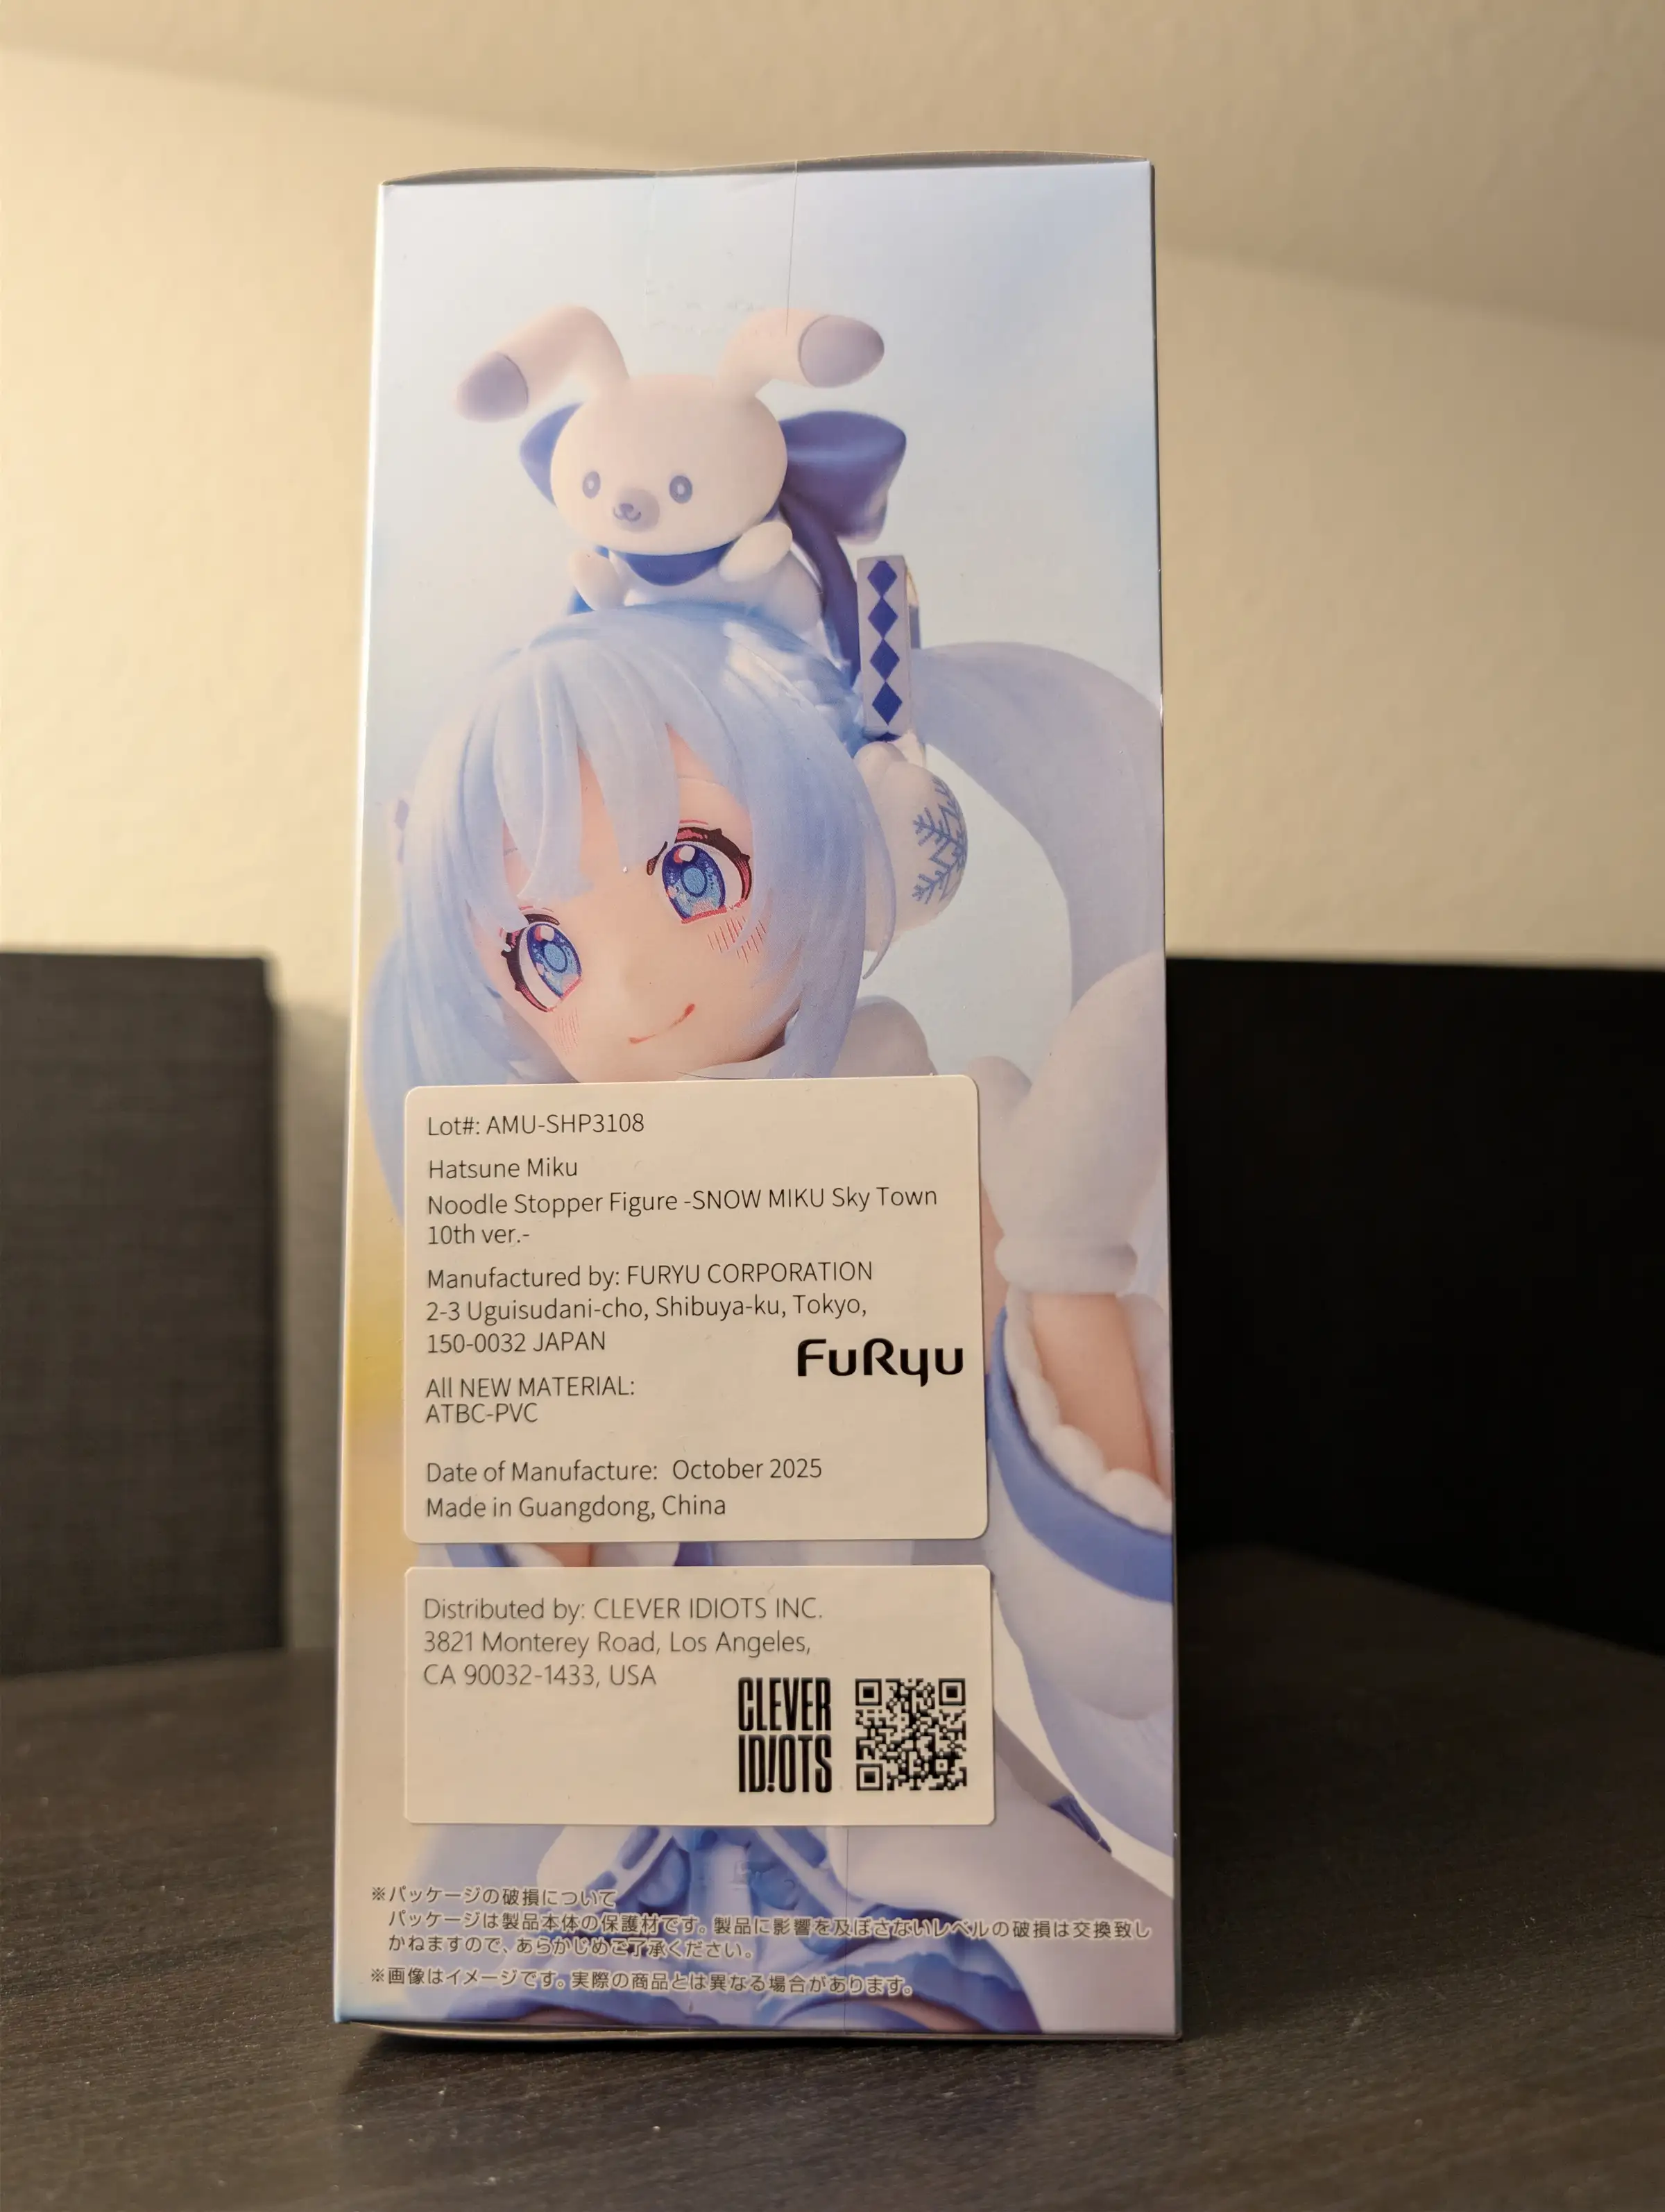 Lot#: AMU-SHP3108
Hatsune Miku
Noodle Stopper Figure -SNOW MIKU Sky Town
10th ver.-
Manufactured by: FURYU CORPORATION
2-3 Uguisudani-cho, Shibuya-ku, Tokyo,
150-0032 JAPAN
FuRyu
All NEW MATERIAL:
ATBC-PVC
Date of Manufacture: October 2025
Made in Guangdong, China
Distributed by: CLEVER IDIOTS INC.
3821 Monterey Road, Los Angeles,
CA 90032-1433, USA
CLEVER
ID!OTS
※パッケージの破損について
パッケージは製品本体の保護材です。製品に影響を及ぼさないレベルの破損は交換致し
かねますので、あらかじめご了承ください。
※画像はイメージです。実際の商品とは異なる場合があります。